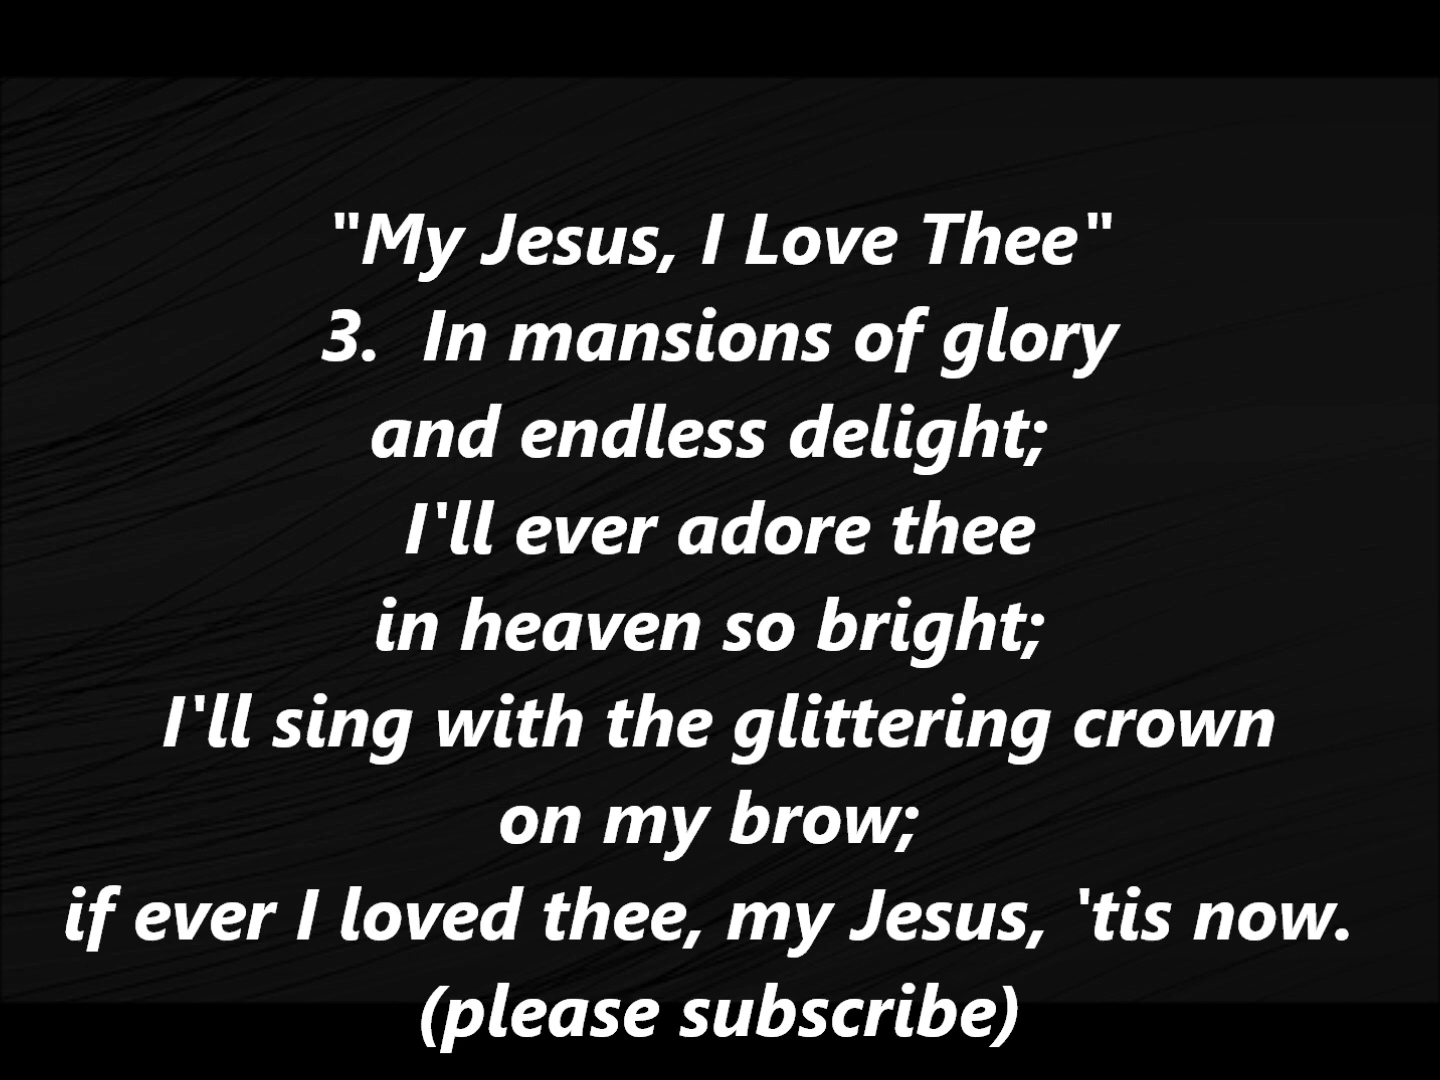 "My Jesus, I Love Thee"
3.  In mansions of glory
and endless delight;
I'll ever adore thee
in heaven so bright;
I'll sing with the glittering crown
on my brow;
if ever I loved thee, my Jesus, 'tis now.
(please subscribe)